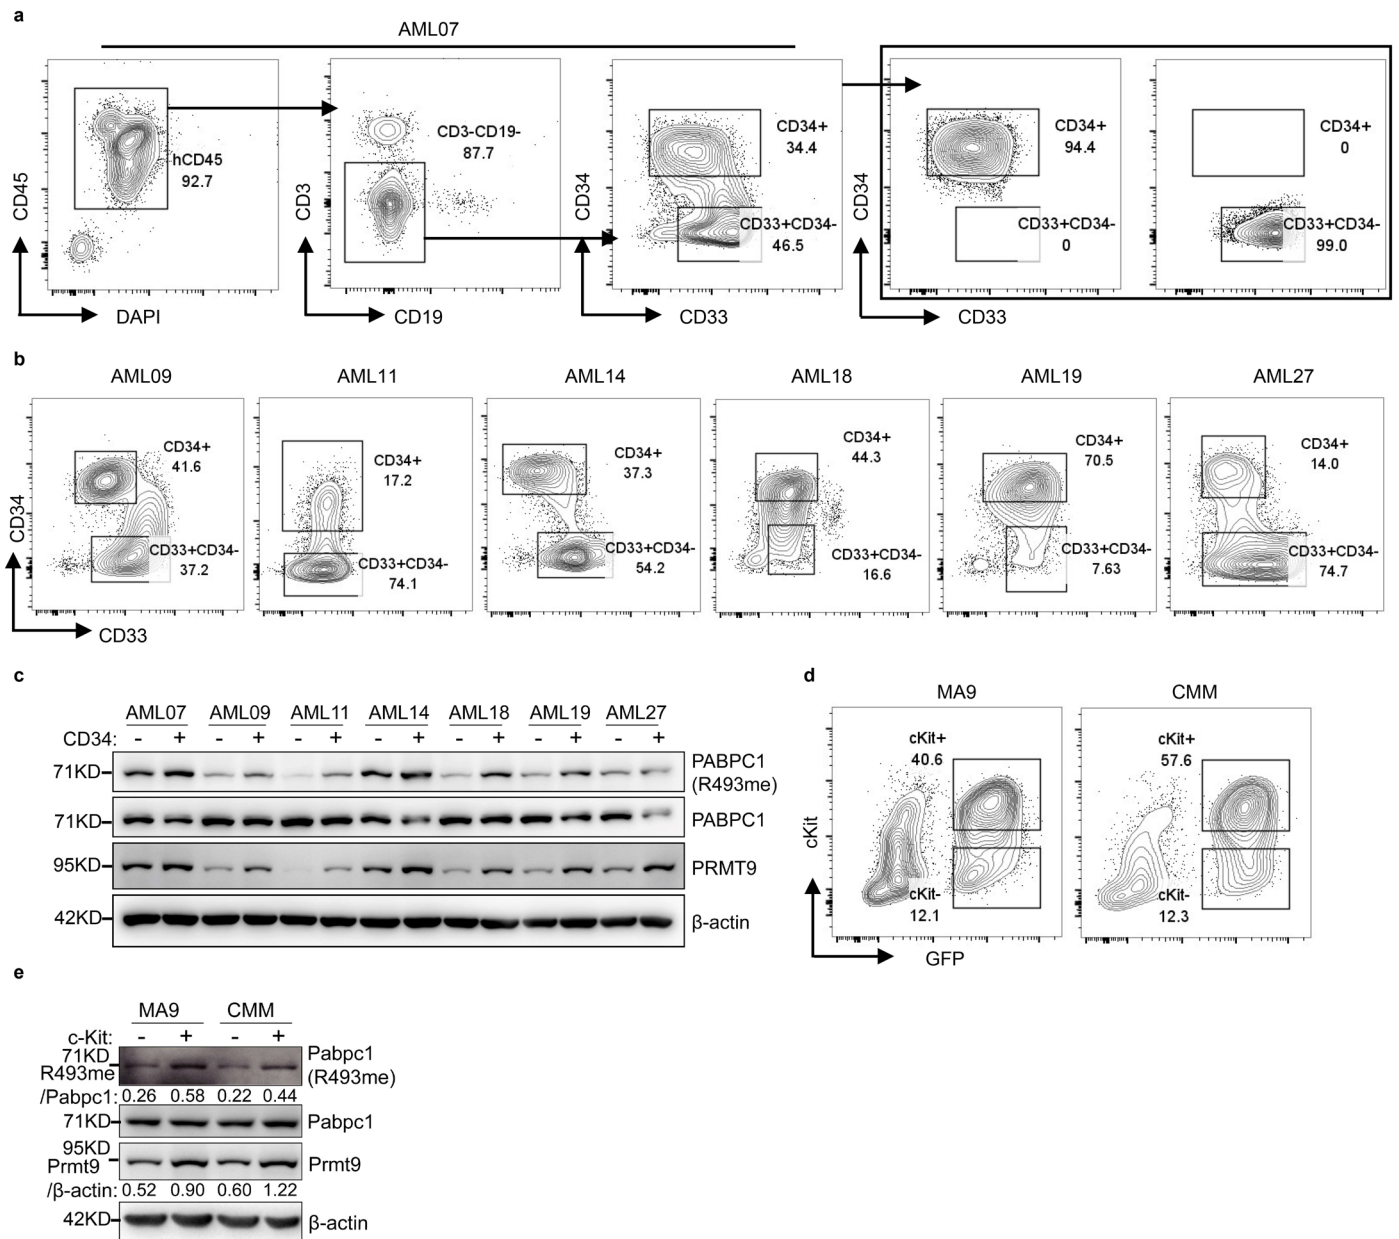 a
AML07
CD45
hCD45
92.7
DAPI
CD3
CD3-CD19-
87.7
CD19
CD34
CD34+
34.4
CD33+CD34-
46.5
CD33
CD34
CD34+
94.4
CD33+CD34-
0
CD33
CD34+
0
CD33+CD34-
99.0
b
AML09
AML11
AML14
AML18
AML19
AML27
CD34
CD34+
41.6
CD33+CD34-
37.2
CD33
CD34+
17.2
CD33+CD34-
74.1
CD34+
37.3
CD33+CD34-
54.2
CD34+
44.3
CD33+CD34-
16.6
CD34+
70.5
CD33+CD34-
7.63
CD34+
14.0
CD33+CD34-
74.7
c
AML07 AML09 AML11 AML14 AML18 AML19 AML27
CD34: - + - + - + - + - + - + - +
71KD PABPC1
(R493me)
71KD PABPC1
95KD PRMT9
42KD β-actin
d
MA9
CMM
cKit
cKit+
40.6
cKit-
12.1
GFP
cKit+
57.6
cKit-
12.3
e
MA9 CMM
c-Kit: - + - +
71KD Pabpc1
R493me (R493me)
/Pabpc1: 0.26 0.58 0.22 0.44
71KD Pabpc1
95KD
Prmt9 Prmt9
/β-actin: 0.52 0.90 0.60 1.22
42KD β-actin